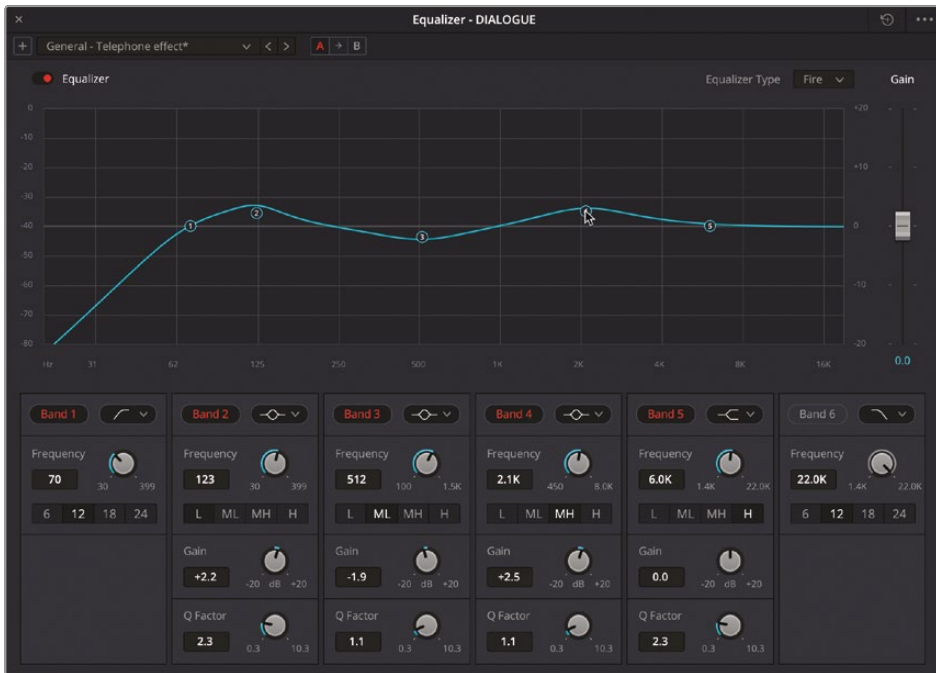 Equalizer - DIALOGUE
General - Telephone effect*
A B
Equalizer
Equalizer Type Fire Gain
0 +20
-10
-20 +10
-30
-40 0
-50
-60 -10
-70
-80 -20
Hz 31 62 125 250 500 1K 2K 4K 8K 16K 0.0
1 2 3 5
Band 1 Band 2 Band 3 Band 4 Band 5 Band 6
Frequency Frequency Frequency Frequency Frequency Frequency
70 30 399 123 30 399 512 100 1.5K 2.1K 450 8.0K 6.0K 1.4K 22.0K 22.0K 1.4K 22.0K
6 12 18 24 L ML MH H L ML MH H L ML MH H L ML MH H 6 12 18 24
Gain Gain Gain Gain
+2.2 -20 dB +20 -1.9 -20 dB +20 +2.5 -20 dB +20 0.0 -20 dB +20
Q Factor Q Factor Q Factor Q Factor
2.3 0.3 10.3 1.1 0.3 10.3 1.1 0.3 10.3 2.3 0.3 10.3